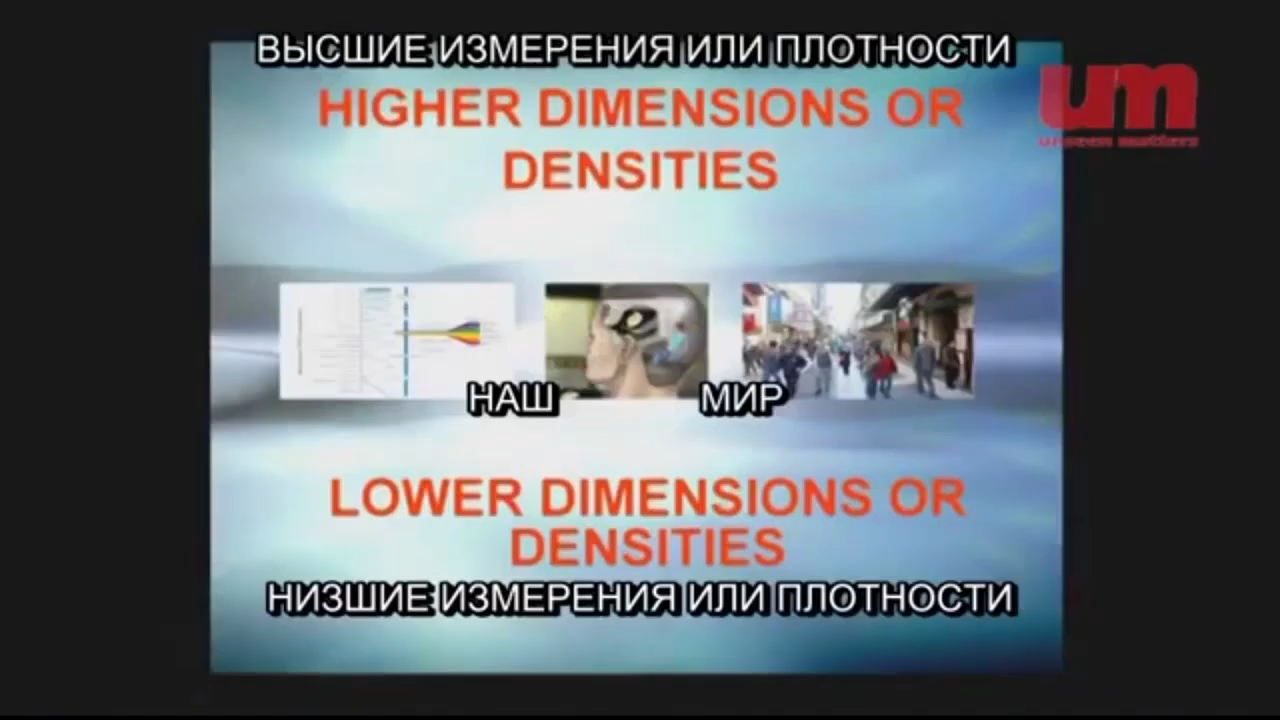 ВЫСШИЕ ИЗМЕРЕНИЯ ИЛИ ПЛОТНОСТИ
HIGHER DIMENSIONS OR
DENSITIES
um
НАШ МИР
LOWER DIMENSIONS OR
DENSITIES
НИЗШИЕ ИЗМЕРЕНИЯ ИЛИ ПЛОТНОСТИ